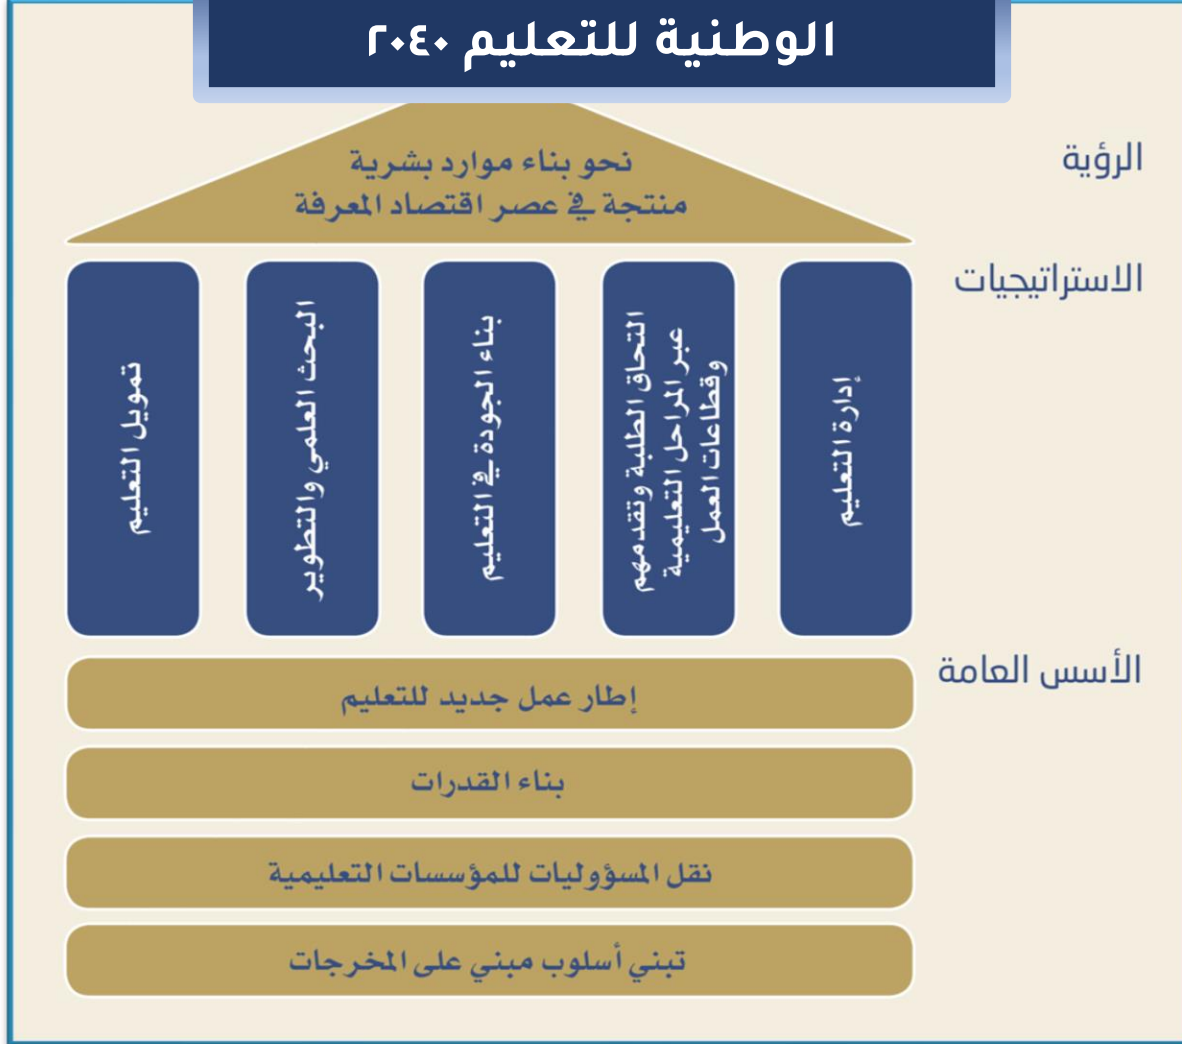 الوطنية للتعليم ٢٠٤٠
الرؤية
نحو بناء موارد بشرية
منتجة في عصر اقتصاد المعرفة
الاستراتيجيات
إدارة التعليم
التحاق الطلبة وتقدمهم
عبر المراحل التعليمية
وقطاعات العمل
بناء الجودة في التعليم
البحث العلمي والتطوير
تمويل التعليم
الأسس العامة
إطار عمل جديد للتعليم
بناء القدرات
نقل المسؤوليات للمؤسسات التعليمية
تبني أسلوب مبني على المخرجات